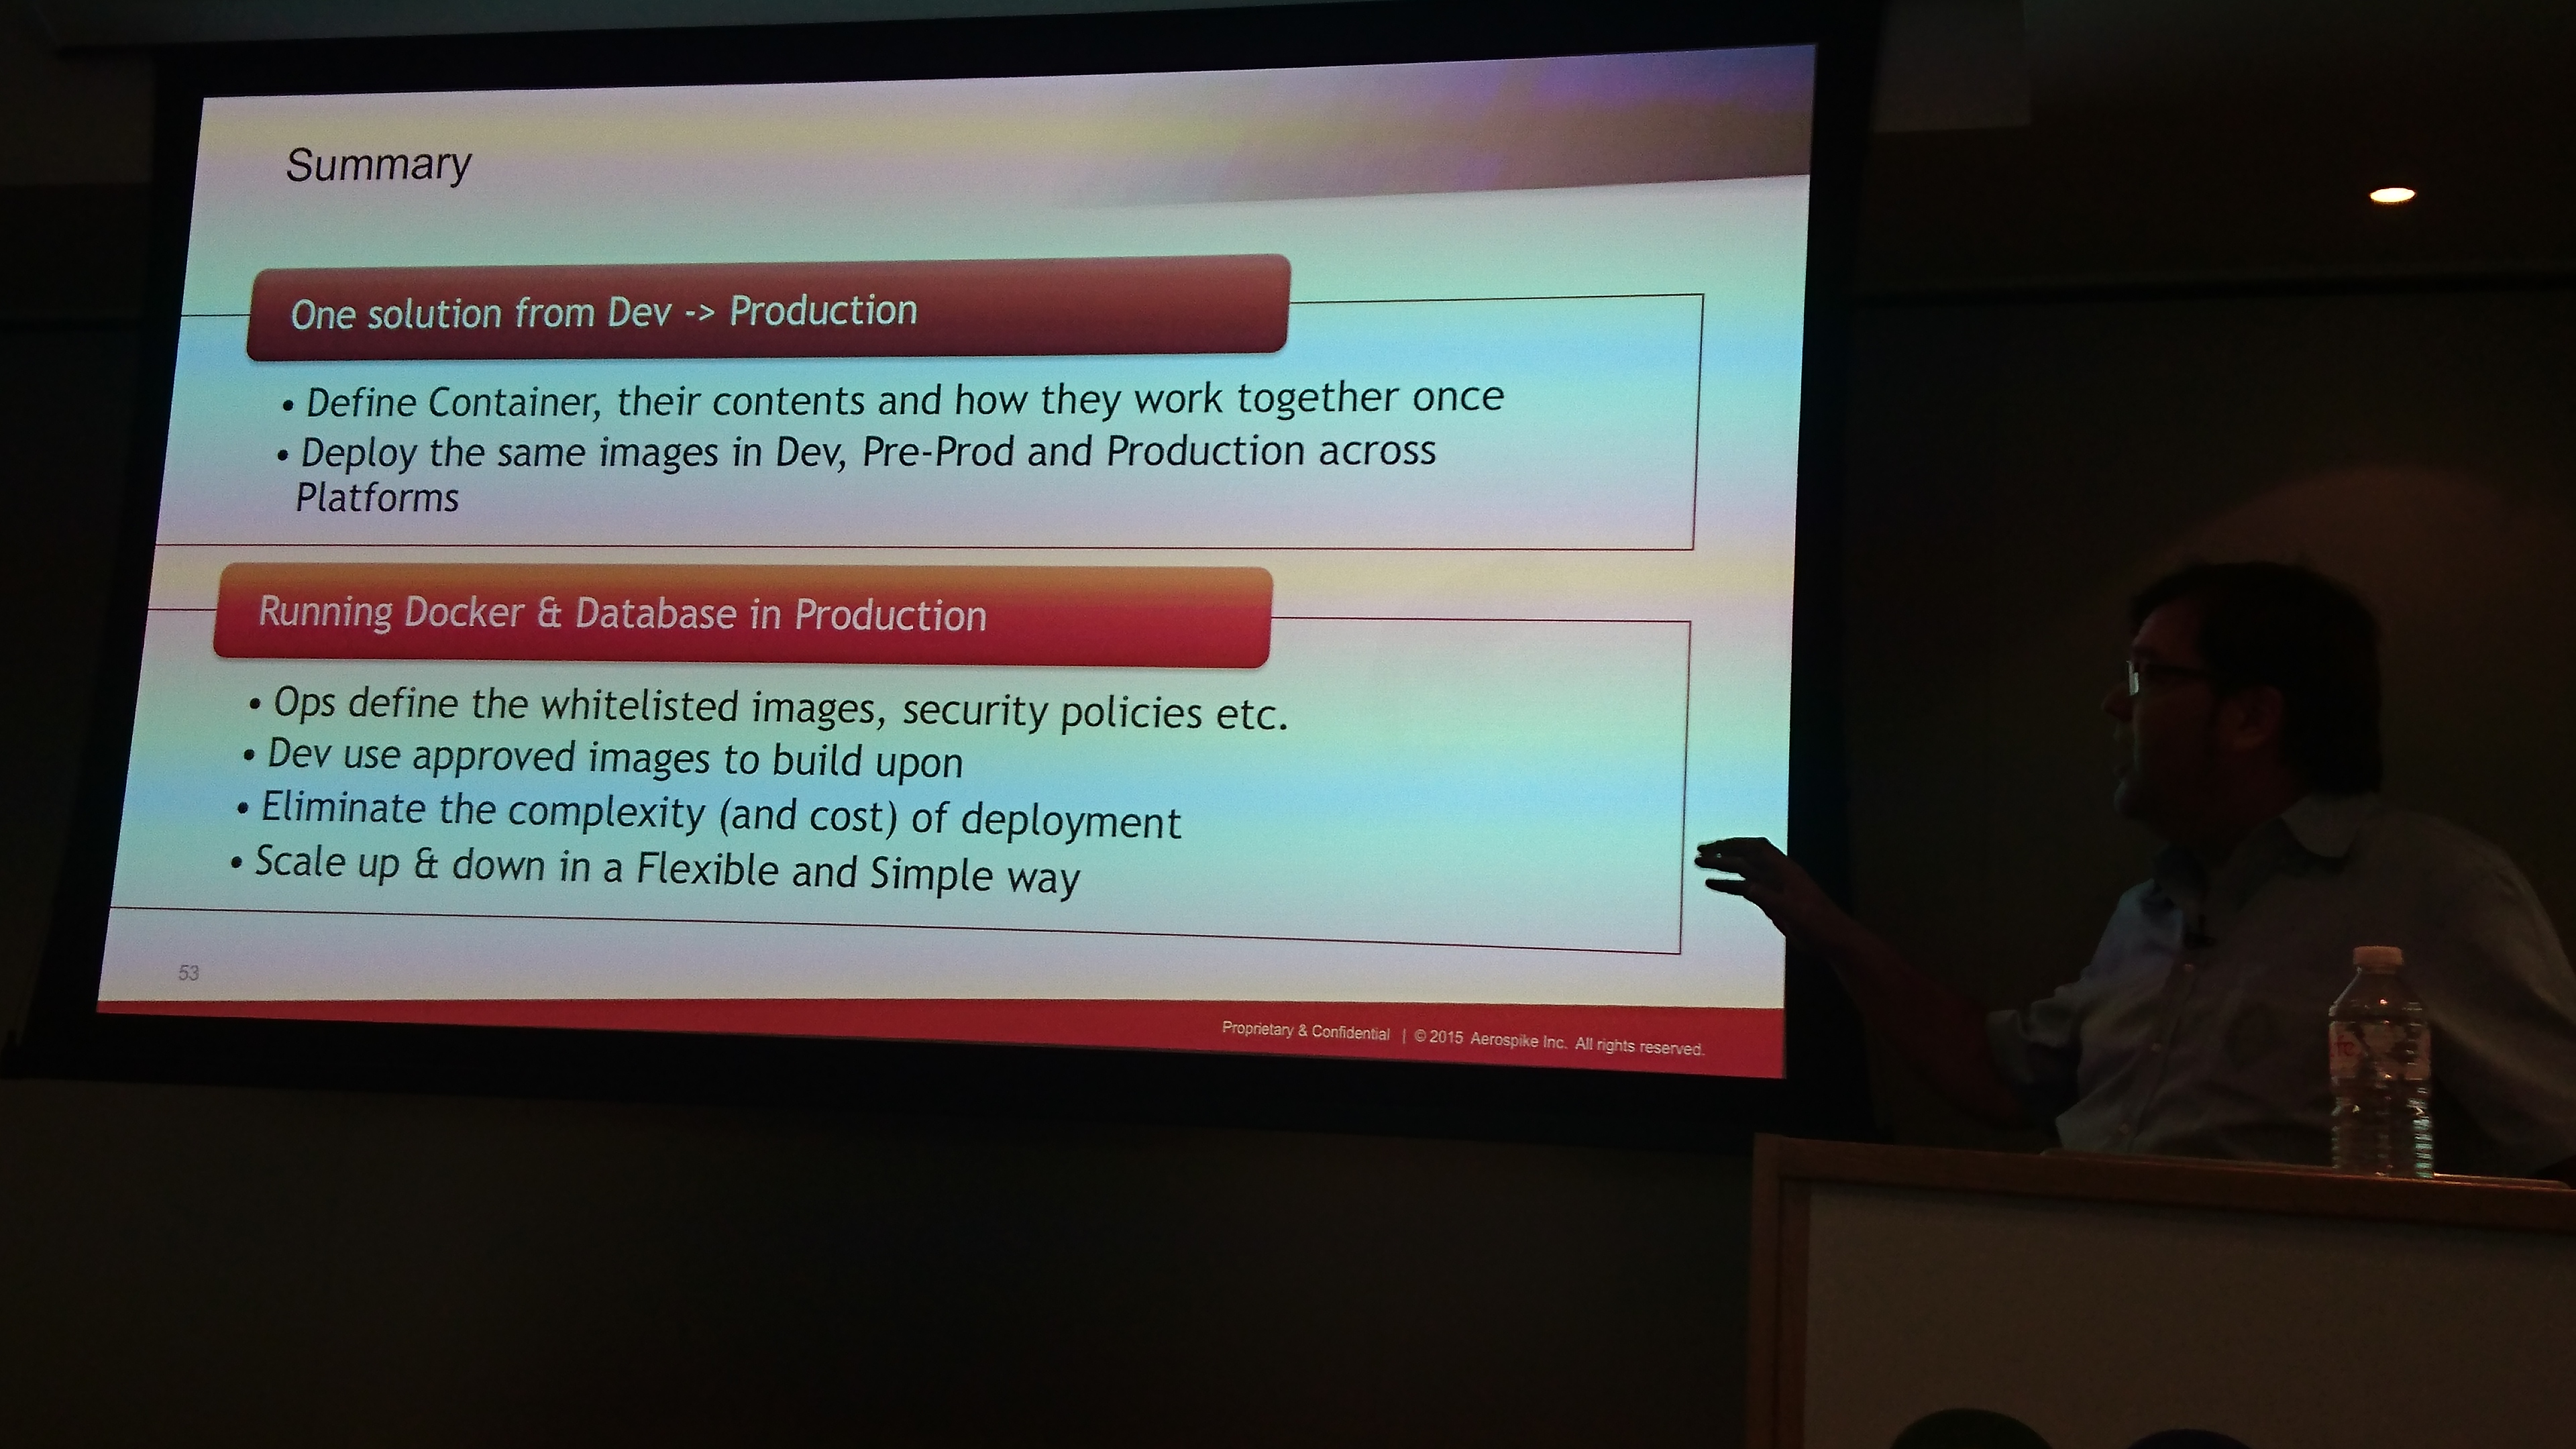 Summary
One solution from Dev -> Production
• Define Container, their contents and how they work together once
• Deploy the same images in Dev, Pre-Prod and Production across
Platforms
Running Docker & Database in Production
• Ops define the whitelisted images, security policies etc.
• Dev use approved images to build upon
• Eliminate the complexity (and cost) of deployment
• Scale up & down in a Flexible and Simple way
53
Proprietary & Confidential | © 2015 Aerospike Inc. All rights reserved.